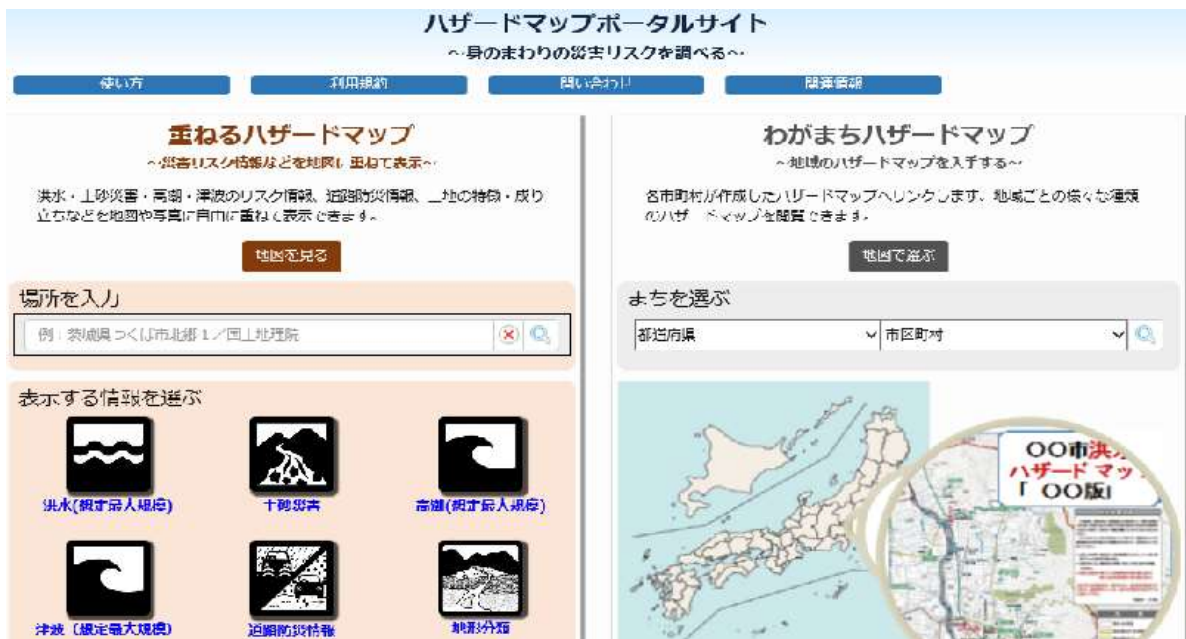 ハザードマップポータルサイト
～身のまわりの災害リスクを調べる～
使い方
利用規約
問い合わせ
関連情報
重ねるハザードマップ
～災害リスク情報などを地図に重ねて表示～
洪水・土砂災害・高潮・津波のリスク情報、道路防災情報、土地の特徴・成り
立ちなどを地図や写真に自由に重ねて表示できます。
地図を見る
場所を入力
例：茨城県つくば市北郷１／国土地理院
表示する情報を選ぶ
洪水(想定最大規模)
土砂災害
高潮(想定最大規模)
津波（想定最大規模）
道路防災情報
地形分類
わがまちハザードマップ
～地域のハザードマップを入手する～
各市町村が作成したハザードマップへリンクします。地域ごとの様々な種類
のハザードマップを閲覧できます。
地図で選ぶ
まちを選ぶ
都道府県
市区町村
〇〇市洪
ハザードマッ
「 〇〇版」